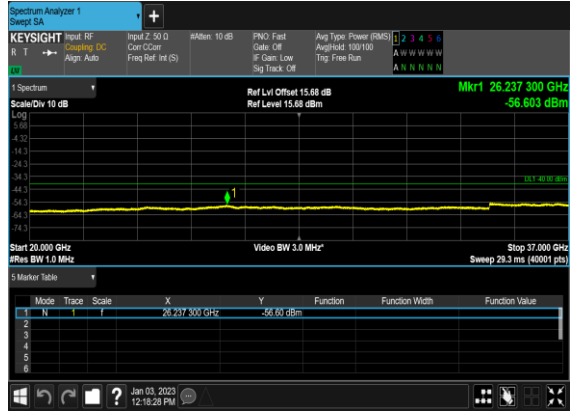 Spectrum Analyzer 1
Swept SA
+
KEYSIGHT Input: RF Input Z: 50 Ω #Atten: 10 dB PNO: Fast Avg Type: Power (RMS) 1 2 3 4 5 6
R T Coupling: DC Corr CCorr Gate: Off Avg|Hold: 100/100 A W W W W W
Align: Auto Freq Ref: Int (S) IF Gain: Low Trig: Free Run
LV Sig Track: Off A N N N N N
1 Spectrum Ref Lvl Offset 15.68 dB Mkr1 26.237 300 GHz
Scale/Div 10 dB Ref Level 15.68 dBm -56.603 dBm
Log
5.68
-4.32
-14.3
-24.3
-34.3 DL1 -40.00 dBm
-44.3
1
-54.3
-64.3
-74.3
Start 20.000 GHz Video BW 3.0 MHz* Stop 37.000 GHz
#Res BW 1.0 MHz Sweep 29.3 ms (40001 pts)
5 Marker Table
Mode Trace Scale X Y Function Function Width Function Value
1 N 1 f 26.237 300 GHz -56.60 dBm
2
3
4
5
6
? Jan 03, 2023
12:18:28 PM